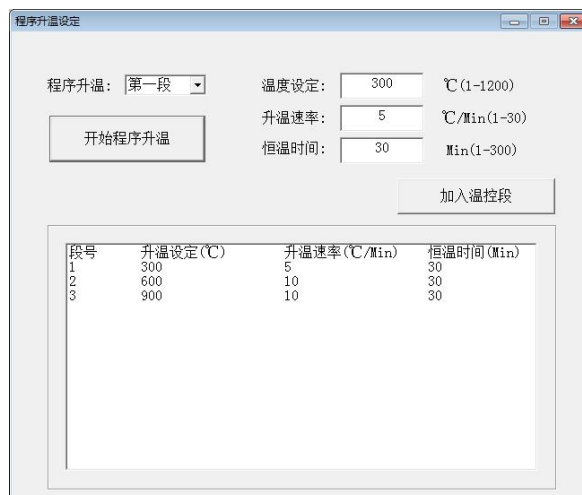 程序升温设定
程序升温: 第一段 温度设定: 300 ℃(1-1200)
开始程序升温 升温速率: 5 ℃/Min(1-30)
恒温时间: 30 Min(1-300)
加入温控段
段号 升温设定(℃) 升温速率(℃/Min) 恒温时间(Min)
1 300 5 30
2 600 10 30
3 900 10 30